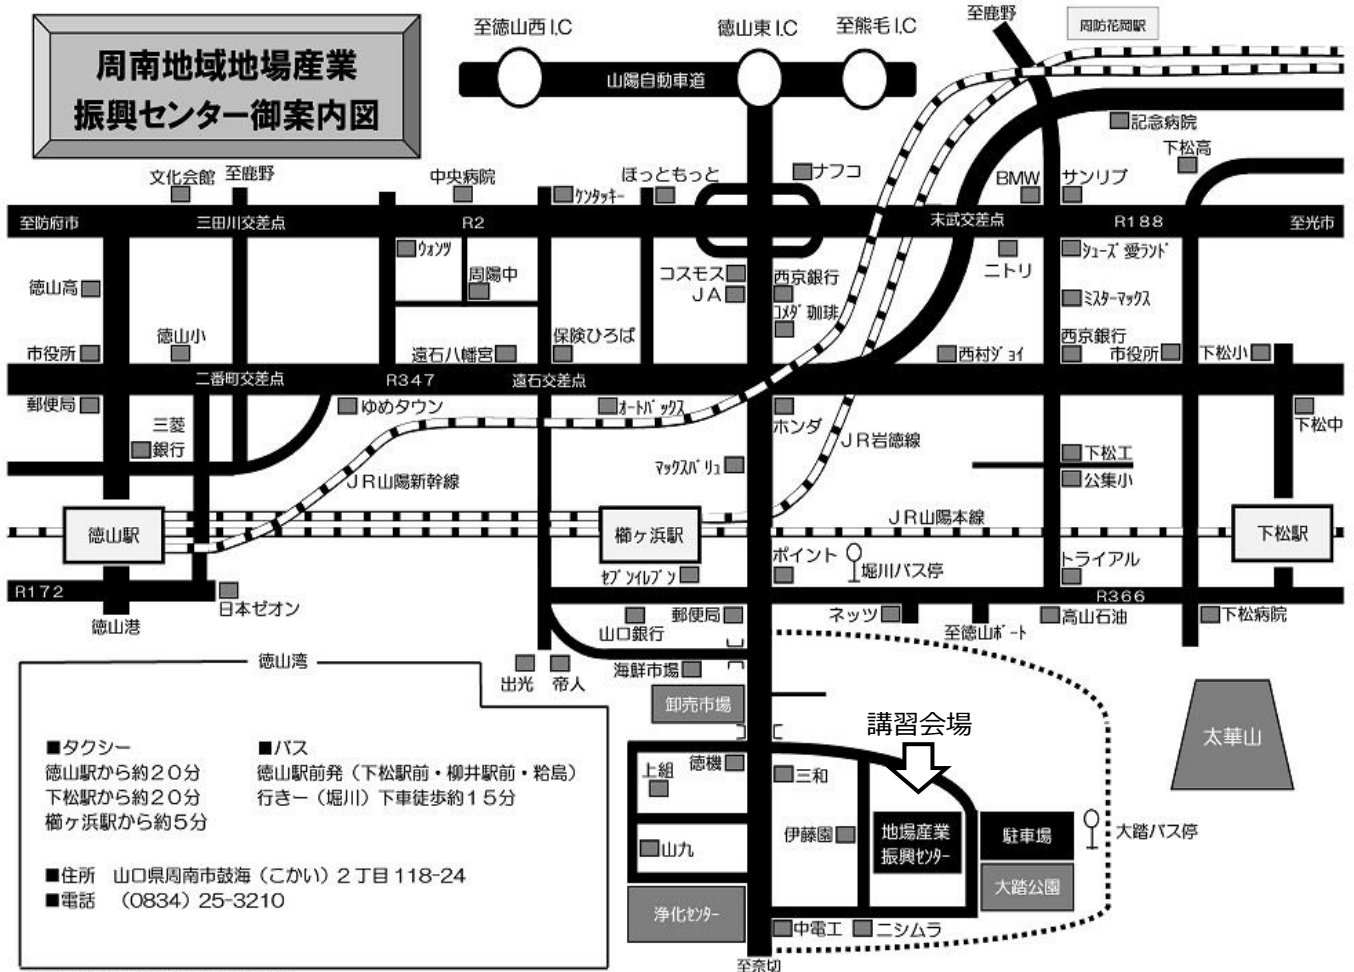 周南地域地場産業
振興センター御案内図
至徳山西I.C
徳山東I.C
至熊毛I.C
至鹿野
周防花岡駅
山陽自動車道
記念病院
下松高
文化会館
至鹿野
中央病院
ケンタッキー
ほっともっと
ナフコ
BMW
サンリブ
至防府市
三田川交差点
R2
末武交差点
R188
至光市
ウォンツ
周陽中
コスモス
JA
西京銀行
コメダ珈琲
ニトリ
シューズ愛ランド
ミスターマックス
徳山高
市役所
徳山小
遠石八幡宮
保険ひろば
西村ジョイ
西京銀行
市役所
下松小
二番町交差点
R347
遠石交差点
郵便局
三菱
銀行
ゆめタウン
オートバックス
ホンダ
JR岩徳線
下松中
マックスバリュ
下松工
公集小
JR山陽新幹線
JR山陽本線
徳山駅
櫛ヶ浜駅
下松駅
セブンイレブン
ポイント
堀川バス停
トライアル
R172
日本ゼオン
R366
徳山港
山口銀行
郵便局
ネッツ
至徳山ボート
高山石油
下松病院
徳山湾
出光
帝人
海鮮市場
卸売市場
太華山
講習会場
■タクシー
徳山駅から約20分
下松駅から約20分
櫛ヶ浜駅から約5分
■バス
徳山駅前発（下松駅前・柳井駅前・粭島）
行きー（堀川）下車徒歩約15分
上組
徳機
三和
山九
伊藤園
地場産業
振興センター
駐車場
大踏バス停
大踏公園
■住所　山口県周南市鼓海（こかい）2丁目118-24
■電話　（0834）25-3210
浄化センター
中電工
ニシムラ
至奈切